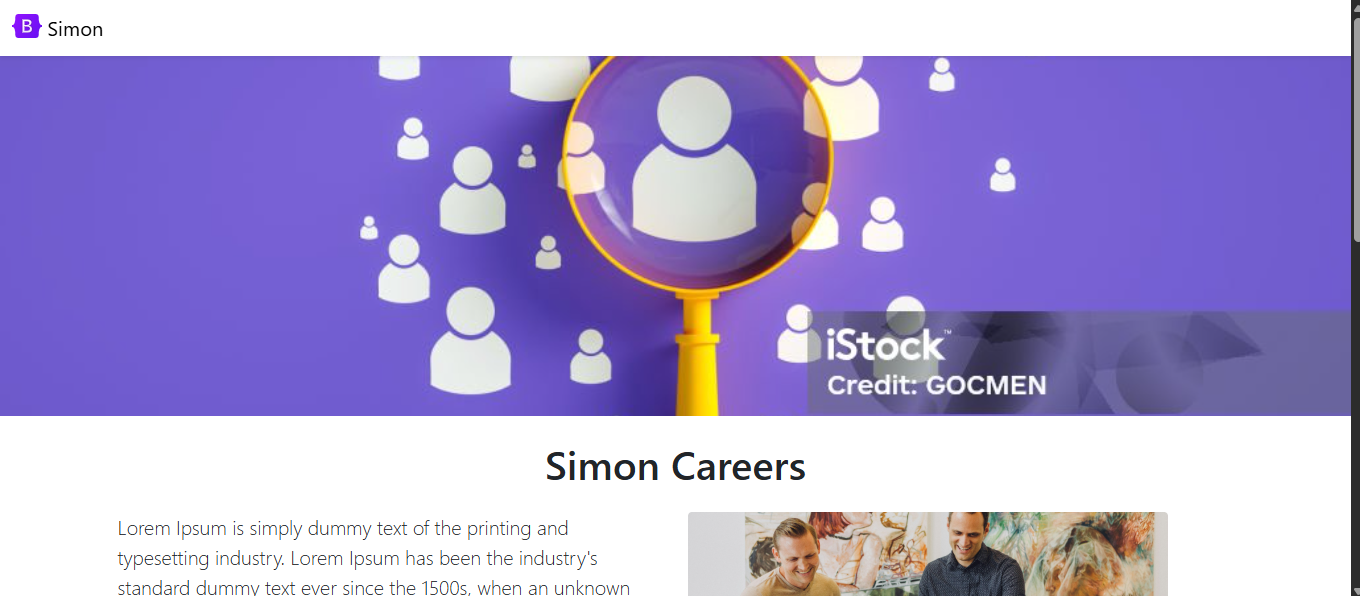 B Simon
iStock™
Credit: GOCMEN
Simon Careers
Lorem Ipsum is simply dummy text of the printing and
typesetting industry. Lorem Ipsum has been the industry's
standard dummy text ever since the 1500s, when an unknown